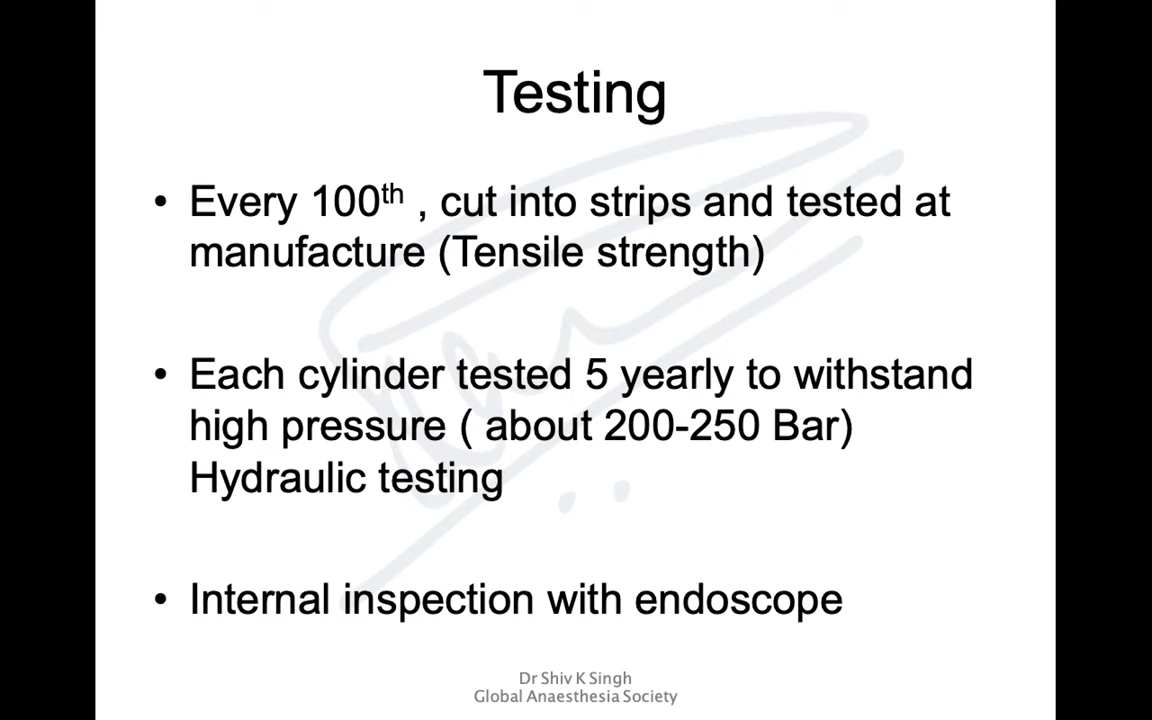 Testing
• Every 100th , cut into strips and tested at
manufacture (Tensile strength)
• Each cylinder tested 5 yearly to withstand
high pressure ( about 200-250 Bar)
Hydraulic testing
• Internal inspection with endoscope
Dr Shiv K Singh
Global Anaesthesia Society